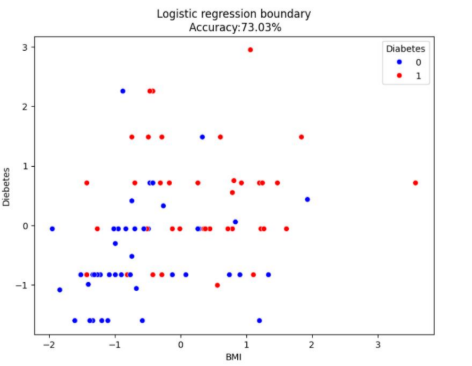 Logistic regression boundary
Accuracy:73.03%
Diabetes
0
1
3
2
1
0
−1
Diebetes
−2
−1
0
1
2
3
BMI